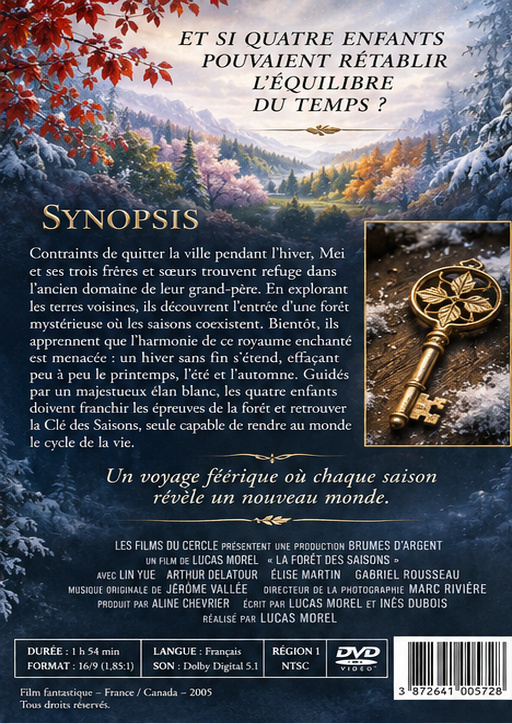 ET SI QUATRE ENFANTS
POUVAIENT RÉTABLIR
L'ÉQUILIBRE
DU TEMPS ?
SYNOPSIS
Contraints de quitter la ville pendant l'hiver, Mei
et ses trois frères et sœurs trouvent refuge dans
l'ancien domaine de leur grand-père. En explorant
les terres voisines, ils découvrent l'entrée d'une forêt
mystérieuse où les saisons coexistent. Bientôt, ils
apprennent que l'harmonie de ce royaume enchanté
est menacée : un hiver sans fin s'étend, effaçant
peu à peu le printemps, l'été et l'automne. Guidés
par un majestueux élan blanc, les quatre enfants
doivent franchir les épreuves de la forêt et retrouver
la Clé des Saisons, seule capable de rendre au monde
le cycle de la vie.
Un voyage féerique où chaque saison
révèle un nouveau monde.
LES FILMS DU CERCLE PRÉSENTENT UNE PRODUCTION BRUMES D'ARGENT
UN FILM DE LUCAS MOREL « LA FORÊT DES SAISONS »
AVEC LIN YUE ARTHUR DELATOUR ÉLISE MARTIN GABRIEL ROUSSEAU
MUSIQUE ORIGINALE DE JÉRÔME VALLÉE DIRECTEUR DE LA PHOTOGRAPHIE MARC RIVIÉRE
PRODUIT PAR ALINE CHEVRIER ÉCRIT PAR LUCAS MOREL ET INÈS DUBOIS
RÉALISÉ PAR LUCAS MOREL
DURÉE : 1 h 54 min
FORMAT : 16/9 (1,85:1)
LANGUE : Français
SON : Dolby Digital 5.1
RÉGION 1
NTSC
DVD
VIDEO
3 872641 005728
Film fantastique – France / Canada – 2005
Tous droits réservés.